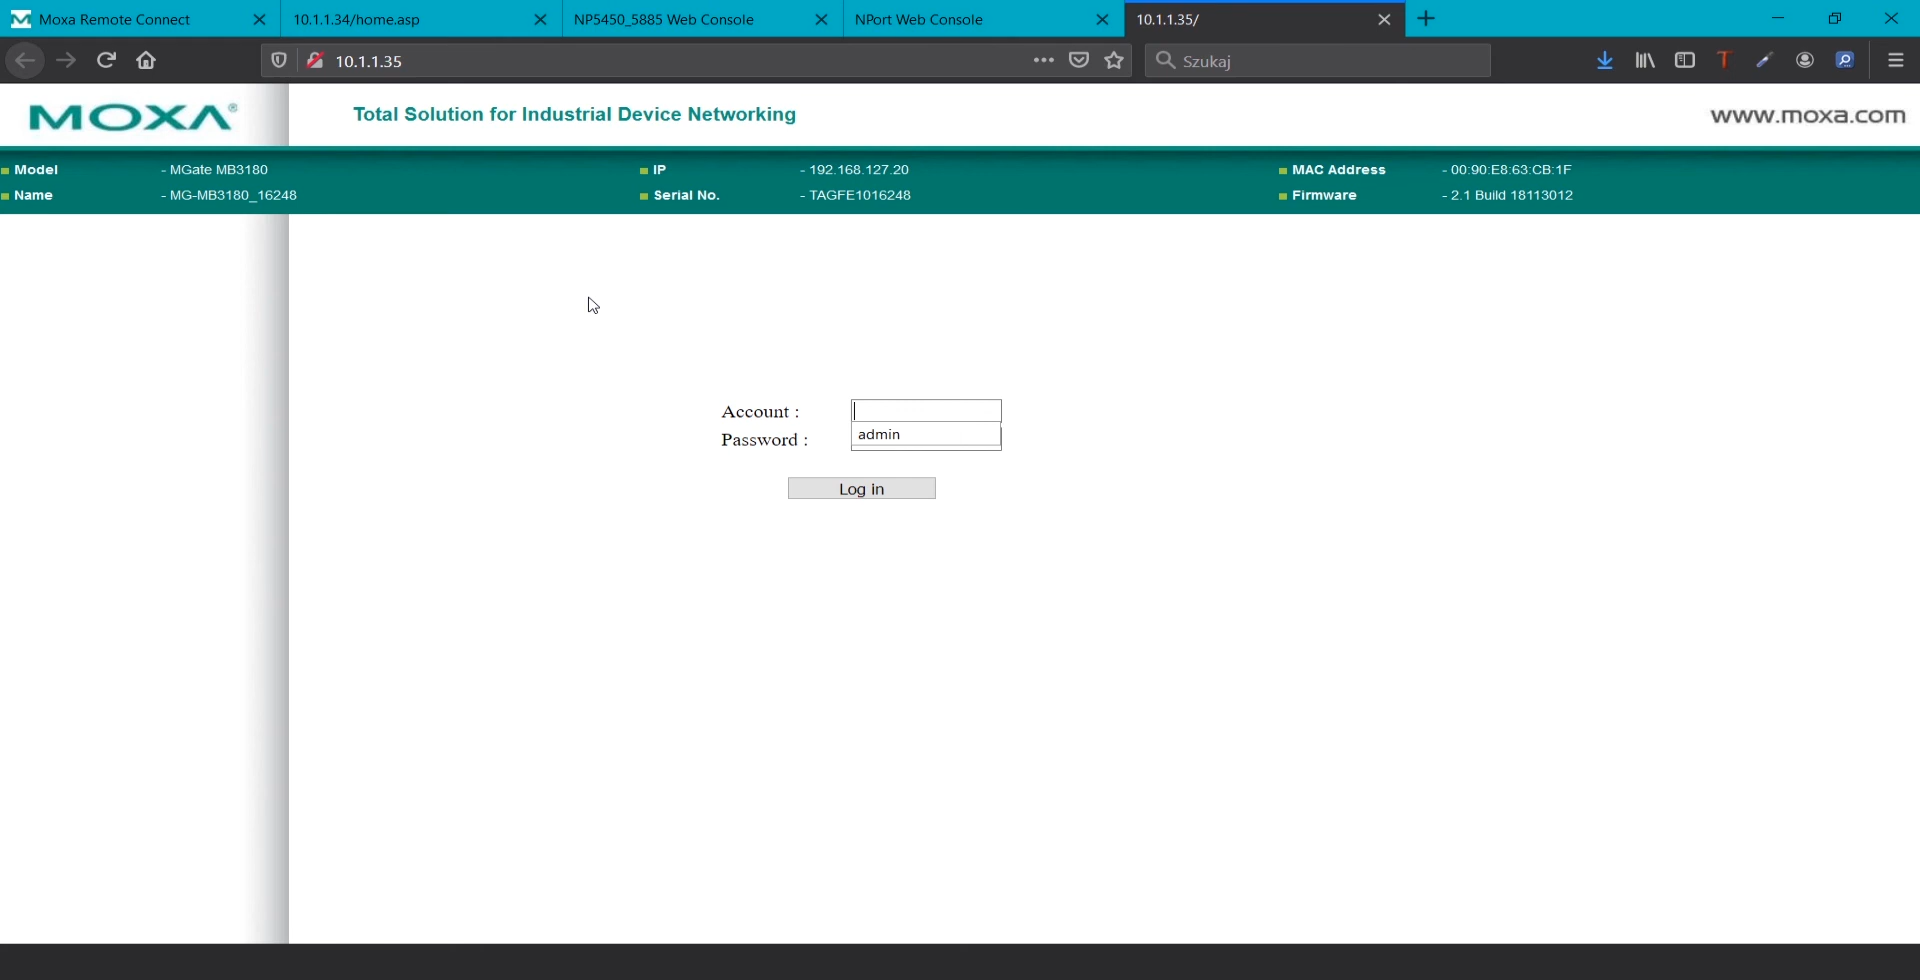 Moxa Remote Connect
10.1.1.34/home.asp
NP5450_5885 Web Console
NPort Web Console
10.1.1.35/
10.1.1.35
Szukaj
MOXA®
Total Solution for Industrial Device Networking
www.moxa.com
Model - MGate MB3180 IP - 192.168.127.20 MAC Address - 00:90:E8:63:CB:1F
Name - MG-MB3180_16248 Serial No. - TAGFE1016248 Firmware - 2.1 Build 18113012
Account :
admin
Password :
Log in